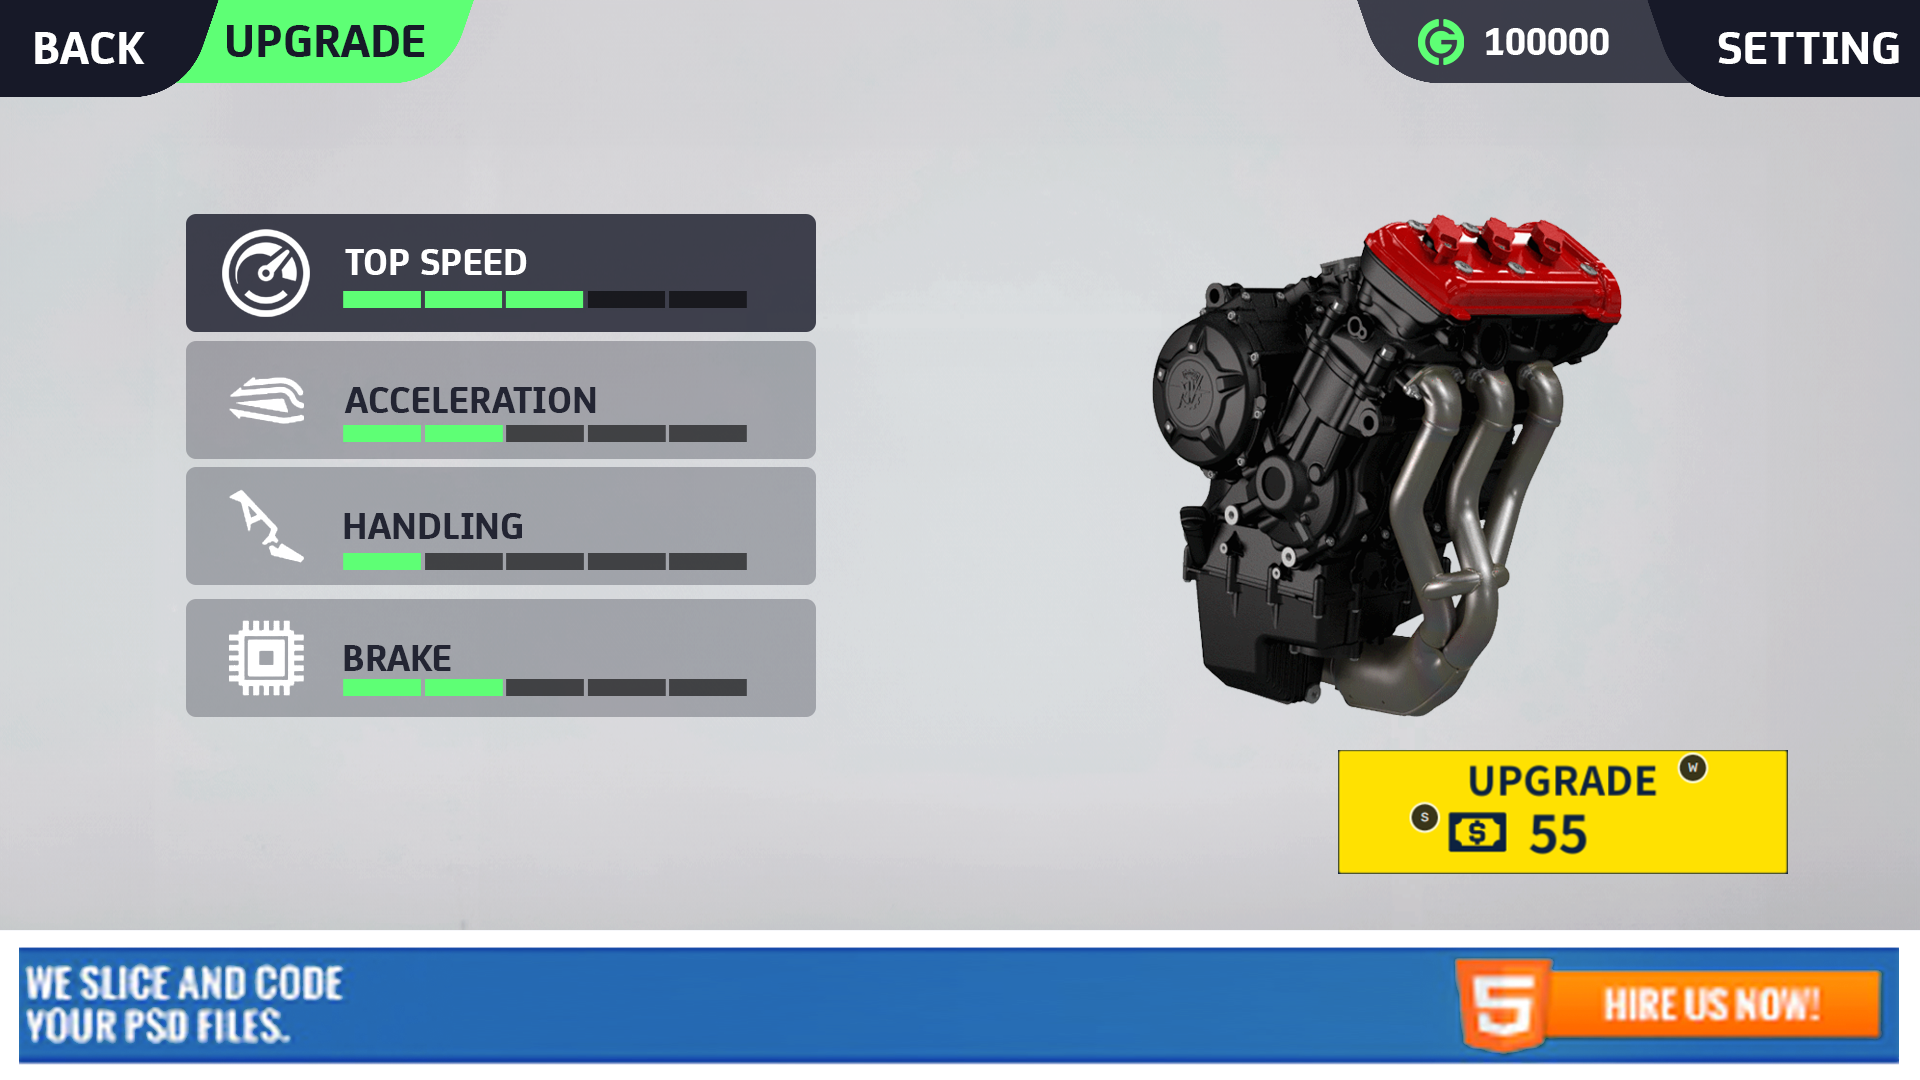 BACK
UPGRADE
100000
SETTING
TOP SPEED
ACCELERATION
HANDLING
BRAKE
UPGRADE
W
S
$ 55
WE SLICE AND CODE
YOUR PSD FILES.
5
HIRE US NOW!